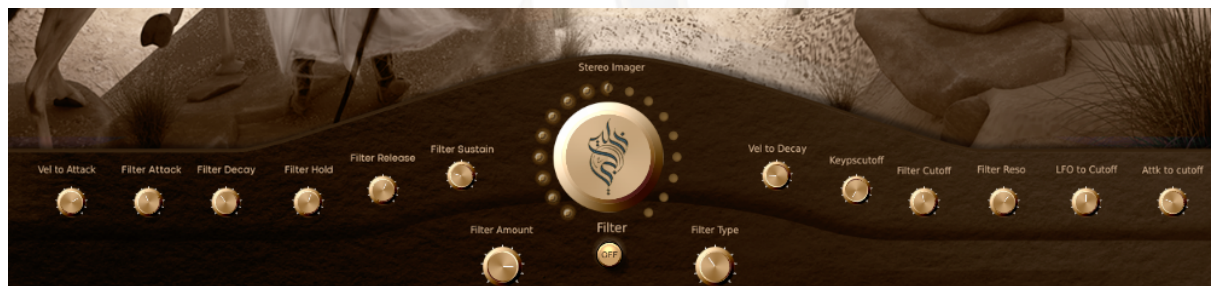 Stereo Imager
Vel to Attack
Filter Attack
Filter Decay
Filter Hold
Filter Release
Filter Sustain
Vel to Decay
Keypscutoff
Filter Cutoff
Filter Reso
LFO to Cutoff
Attk to cutoff
Filter Amount
Filter
OFF
Filter Type